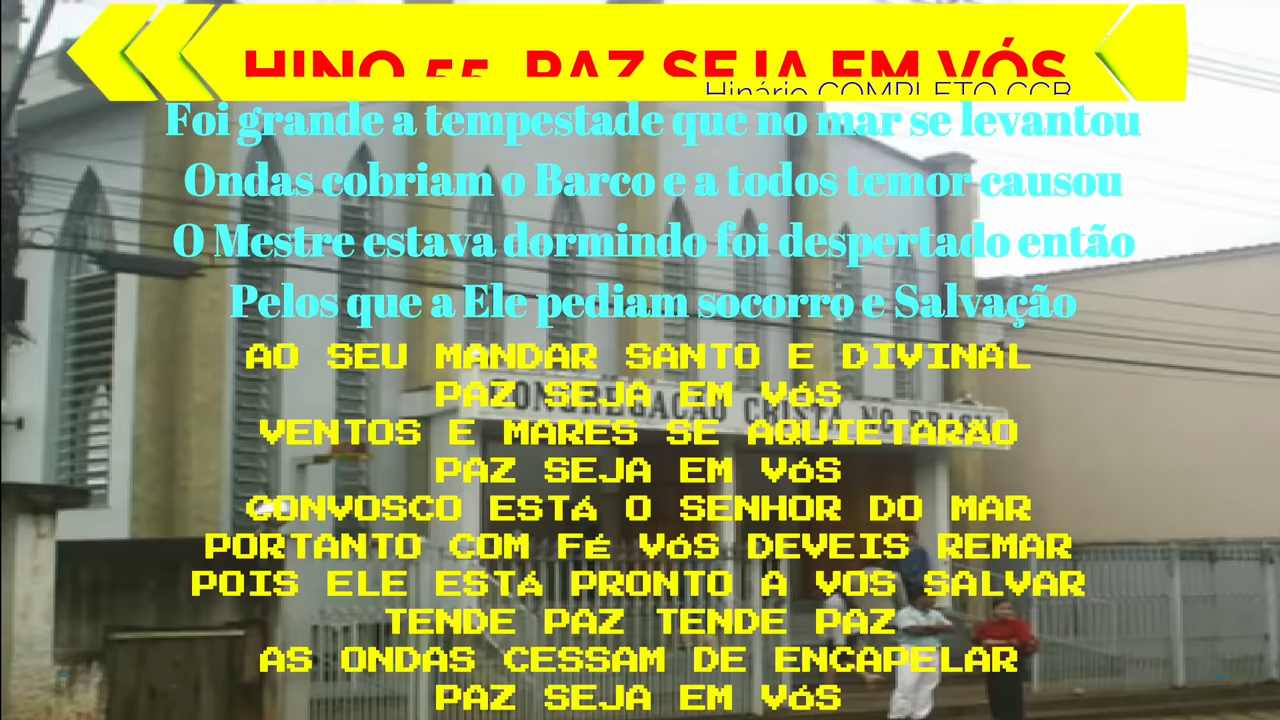 HINO 55 PAZ SEJA EM VÓS
Hinário COMPLETO CCB
Foi grande a tempestade que no mar se levantou
Ondas cobriam o Barco e a todos temor causou
O Mestre estava dormindo foi despertado então
Pelos que a Ele pediam socorro e Salvação
AO SEU MANDAR SANTO E DIVINAL
PAZ SEJA EM VóS
CONGREGAÇÃO CRISTÃ NO BRASIL
VENTOS E MARES SE AQUIETARÃO
PAZ SEJA EM VóS
CONVOSCO ESTá O SENHOR DO MAR
PORTANTO COM Fé VóS DEVEIS REMAR
POIS ELE ESTá PRONTO A VOS SALVAR
TENDE PAZ TENDE PAZ
AS ONDAS CESSAM DE ENCAPELAR
PAZ SEJA EM VóS